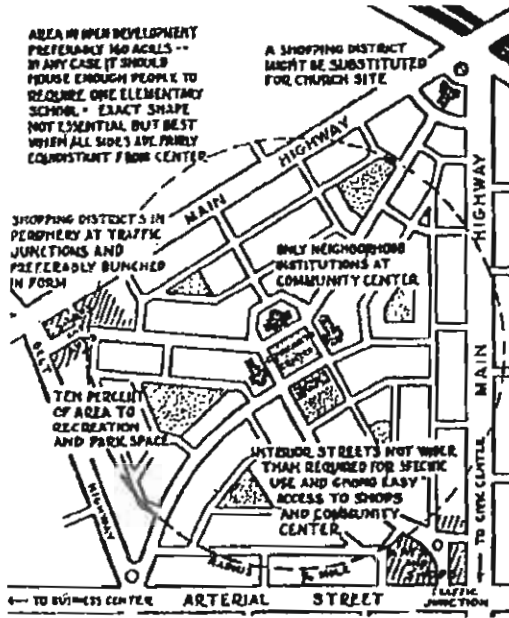 AREA IN OPEN DEVELOPMENT
PREFERABLY 160 ACRES --
IN ANY CASE IT SHOULD
HOUSE ENOUGH PEOPLE TO
REQUIRE ONE ELEMENTARY
SCHOOL · EXACT SHAPE
NOT ESSENTIAL BUT BEST
WHEN ALL SIDES ARE FAIRLY
EQUIDISTANT FROM CENTER
A SHOPPING DISTRICT
MIGHT BE SUBSTITUTED
FOR CHURCH SITE
MAIN HIGHWAY
HIGHWAY
MAIN
SHOPPING DISTRICTS IN
PERIPHERY AT TRAFFIC
JUNCTIONS AND
PREFERABLY BUNCHED
IN FORM
ONLY NEIGHBORHOOD
INSTITUTIONS AT
COMMUNITY CENTER
COMMUNITY
CENTER
TEN PERCENT
OF AREA TO
RECREATION
AND PARK SPACE
HIGHWAY
INTERIOR STREETS NOT WIDER
THAN REQUIRED FOR SPECIFIC
USE AND GIVING EASY
ACCESS TO SHOPS
AND COMMUNITY
CENTER
TO CIVIC CENTER
RADIUS
MILE
TRAFFIC
JUNCTION
TO BUSINESS CENTER
ARTERIAL STREET